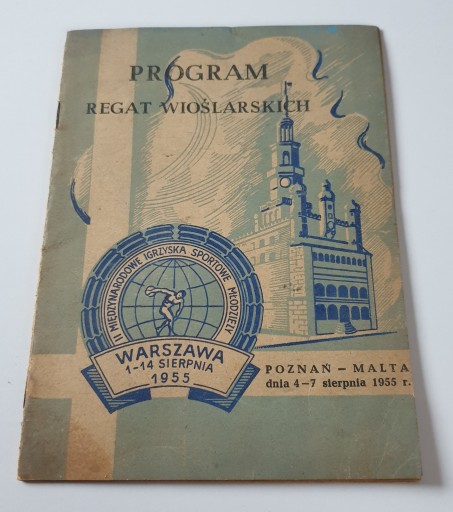 PROGRAM
REGAT WIOŚLARSKICH
II MIĘDZYNARODOWE IGRZYSKA SPORTOWE MŁODZIEŻY
WARSZAWA
1-14 SIERPNIA
1955
POZNAŃ – MALTA
dnia 4-7 sierpnia 1955 r.